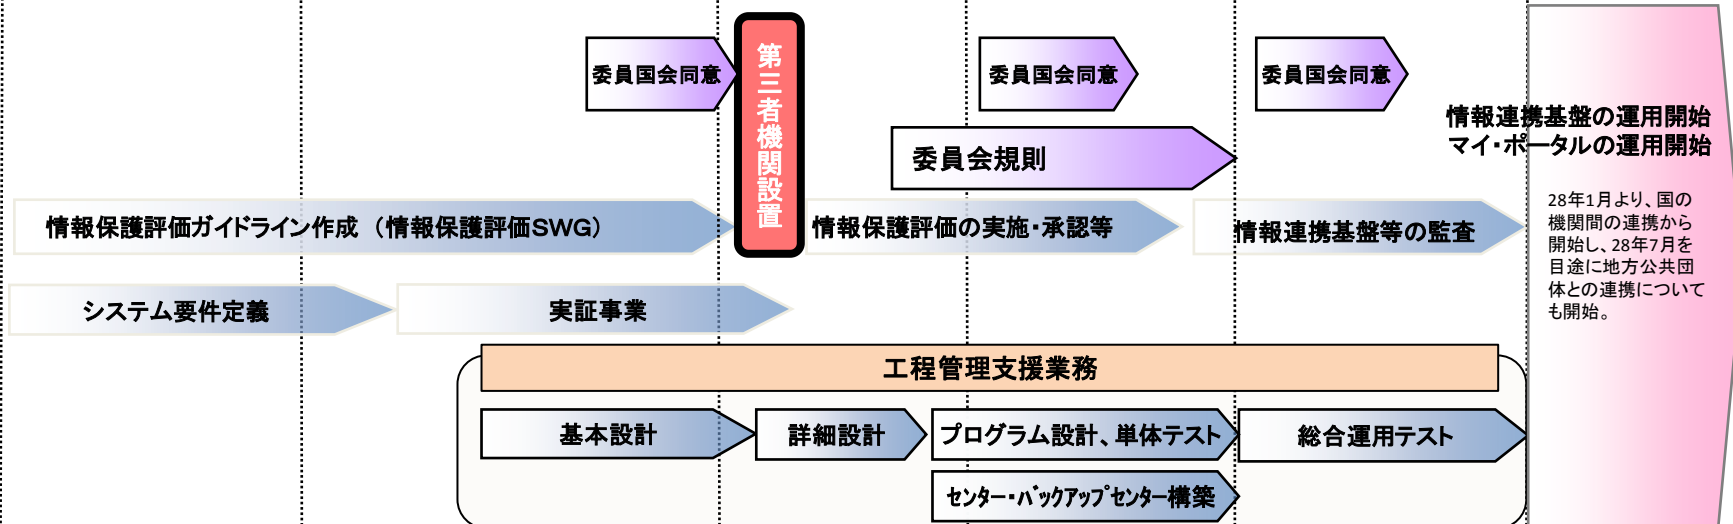 委員国会同意
第三者機関設置
委員国会同意
委員国会同意
委員会規則
情報連携基盤の運用開始
マイ・ポータルの運用開始
28年1月より、国の
機関間の連携から
開始し、28年7月を
目途に地方公共団
体との連携について
も開始。
情報保護評価ガイドライン作成（情報保護評価SWG）
情報保護評価の実施・承認等
情報連携基盤等の監査
システム要件定義
実証事業
工程管理支援業務
基本設計
詳細設計
プログラム設計、単体テスト
総合運用テスト
センター・バックアップセンター構築